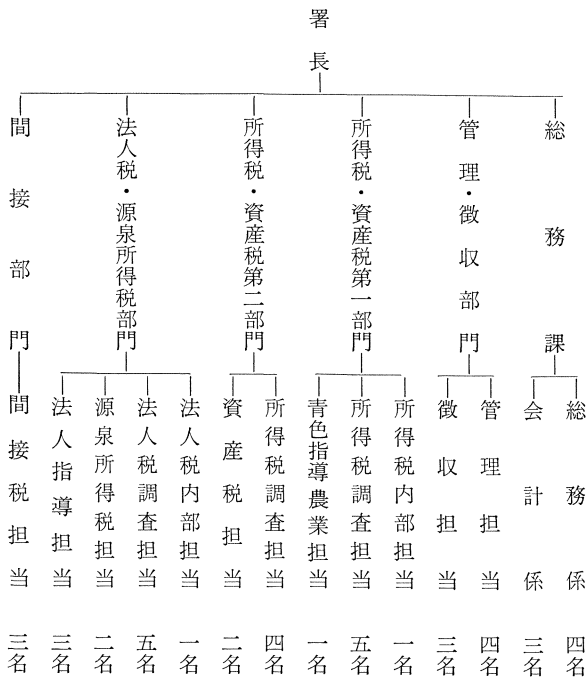 署長
総務課
管理・徴収部門
所得税・資産税第一部門
所得税・資産税第二部門
法人税・源泉所得税部門
間接部門
総務係 四名
会計係 三名
管理担当 四名
徴収担当 三名
所得税内部担当 一名
所得税調査担当 五名
青色指導農業担当 一名
所得税調査担当 四名
資産税担当 二名
法人税内部担当 一名
法人税調査担当 五名
源泉所得税担当 二名
法人指導担当 三名
間接税担当 三名